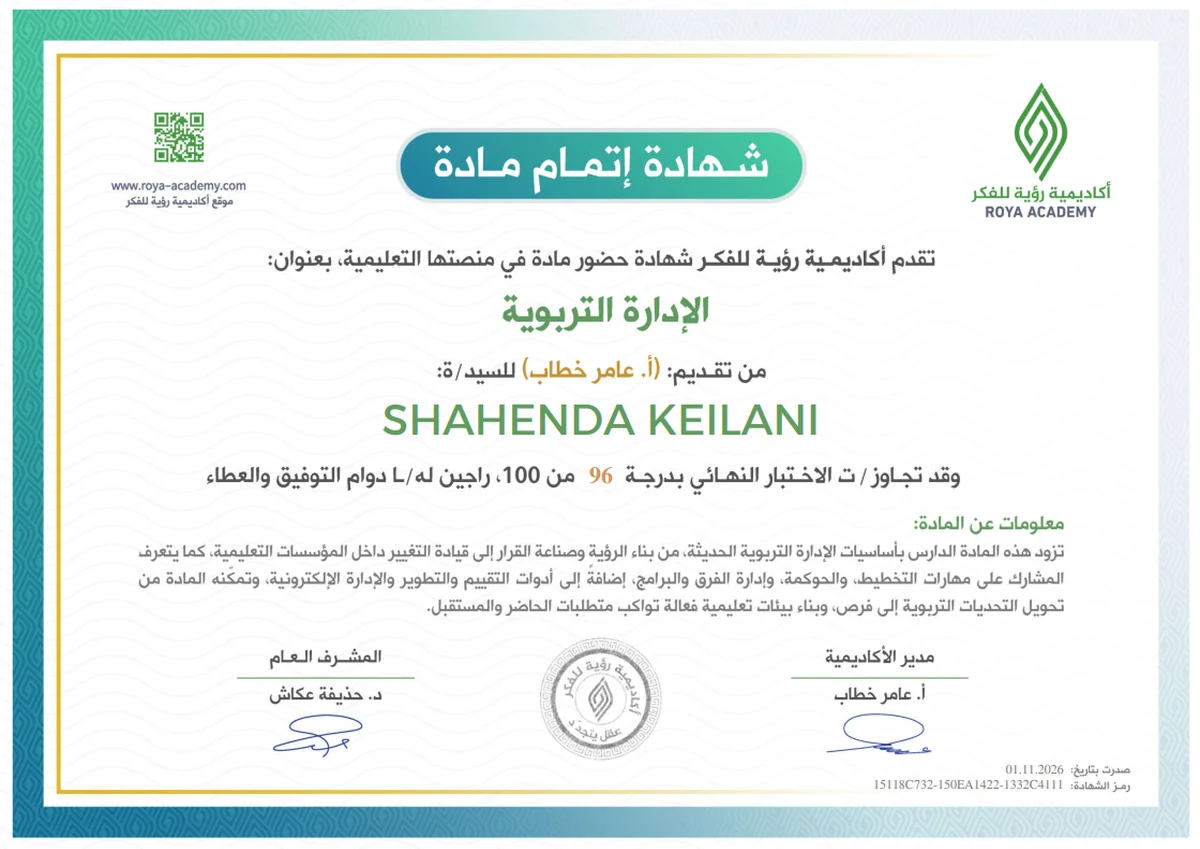 www.roya-academy.com
موقع أكاديمية رؤية للفكر
أكاديمية رؤية للفكر
ROYA ACADEMY
شهادة إتمام مادة
تقدم أكاديمية رؤية للفكر شهادة حضور مادة في منصتها التعليمية، بعنوان:
الإدارة التربوية
من تقديم: (أ. عامر خطاب) للسيد/ة:
SHAHENDA KEILANI
وقد تجاوز/ ت الاختبار النهائي بدرجة 96 من 100، راجين له/ـا دوام التوفيق والعطاء
معلومات عن المادة:
تزود هذه المادة الدارس بأساسيات الإدارة التربوية الحديثة، من بناء الرؤية وصناعة القرار إلى قيادة التغيير داخل المؤسسات التعليمية، كما يتعرف
المشارك على مهارات التخطيط، والحوكمة، وإدارة الفرق والبرامج، إضافةً إلى أدوات التقييم والتطوير والإدارة الإلكترونية، وتمكّنه المادة من
تحويل التحديات التربوية إلى فرص، وبناء بيئات تعليمية فعالة تواكب متطلبات الحاضر والمستقبل.
مدير الأكاديمية
أ. عامر خطاب
أكاديمية رؤية للفكر
عقل يتجدّد
المشرف العام
د. حذيفة عكاش
صدرت بتاريخ: 01.11.2026
رمز الشهادة: 15118C732-150EA1422-1332C4111